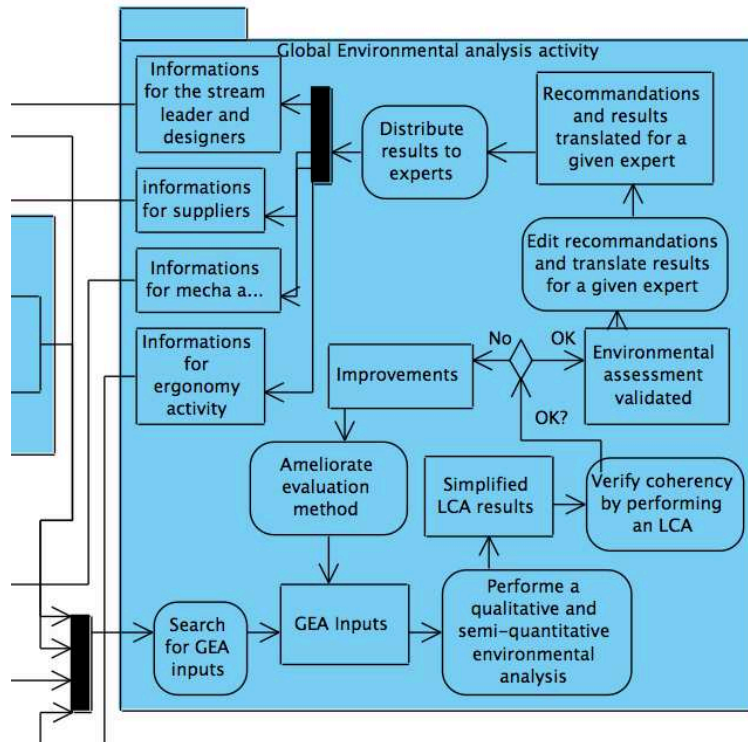 Global Environmental analysis activity
Informations
for the stream
leader and
designers
Distribute
results to
experts
Recommandations
and results
translated for a
given expert
informations
for suppliers
Edit recommandations
and translate results
for a given expert
Informations
for mecha a...
Informations
for
ergonomy
activity
Improvements
No
OK
Environmental
assessment
validated
OK?
Ameliorate
evaluation
method
Simplified
LCA results
Verify coherency
by performing
an LCA
Search
for GEA
inputs
GEA Inputs
Performe a
qualitative and
semi-quantitative
environmental
analysis